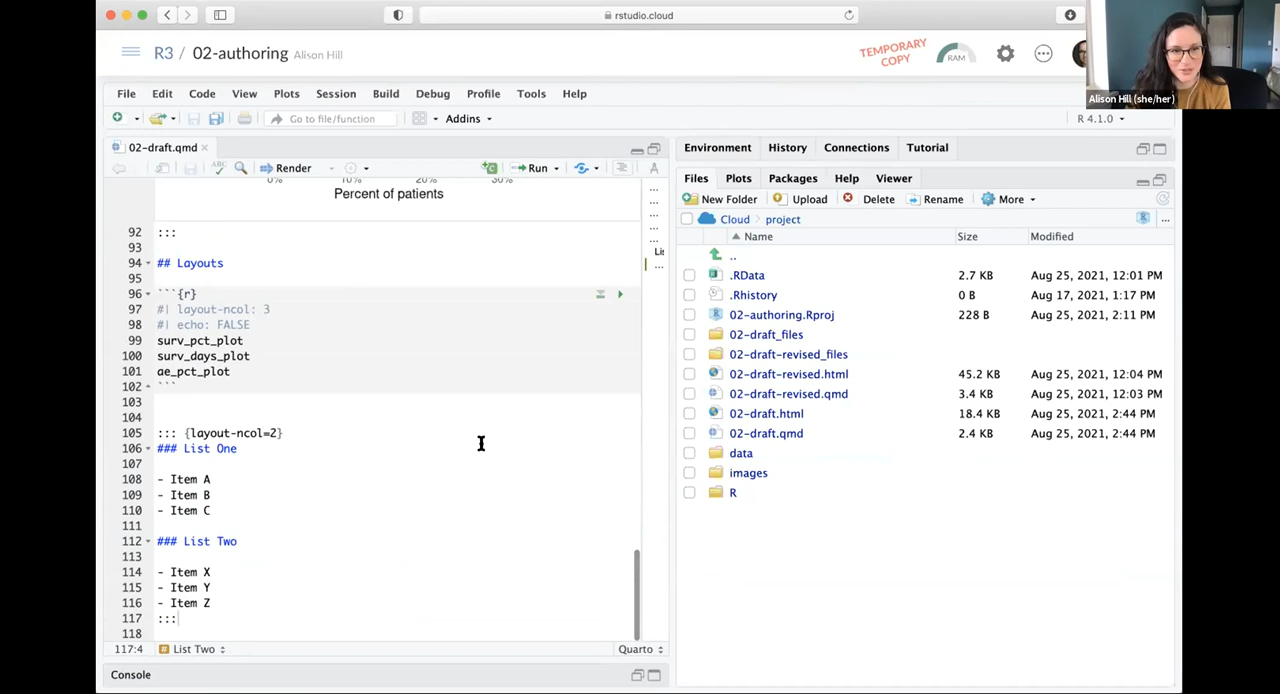 rstudio.cloud
R3 / 02-authoring Alison Hill
TEMPORARY COPY
RAM
Alison Hill (she/her)
File Edit Code View Plots Session Build Debug Profile Tools Help
Go to file/function Addins R 4.1.0
02-draft.qmd
Environment History Connections Tutorial
ABC Render Run A
Files Plots Packages Help Viewer
New Folder Upload Delete Rename More
Cloud project
Name Size Modified
0% 10% 20% 30%
Percent of patients
92 :::
93
94 ## Layouts
95
96 ```{r}
97 #| layout-ncol: 3
98 #| echo: FALSE
99 surv_pct_plot
100 surv_days_plot
101 ae_pct_plot
102 ```
103
104
105 ::: {layout-ncol=2}
106 ### List One
107
108 - Item A
109 - Item B
110 - Item C
111
112 ### List Two
113
114 - Item X
115 - Item Y
116 - Item Z
117 :::
118
..
.RData 2.7 KB Aug 25, 2021, 12:01 PM
.Rhistory 0 B Aug 17, 2021, 1:17 PM
02-authoring.Rproj 228 B Aug 25, 2021, 2:11 PM
02-draft_files
02-draft-revised_files
02-draft-revised.html 45.2 KB Aug 25, 2021, 12:04 PM
02-draft-revised.qmd 3.4 KB Aug 25, 2021, 12:03 PM
02-draft.html 18.4 KB Aug 25, 2021, 2:44 PM
02-draft.qmd 2.4 KB Aug 25, 2021, 2:44 PM
data
images
R
117:4 List Two Quarto
Console